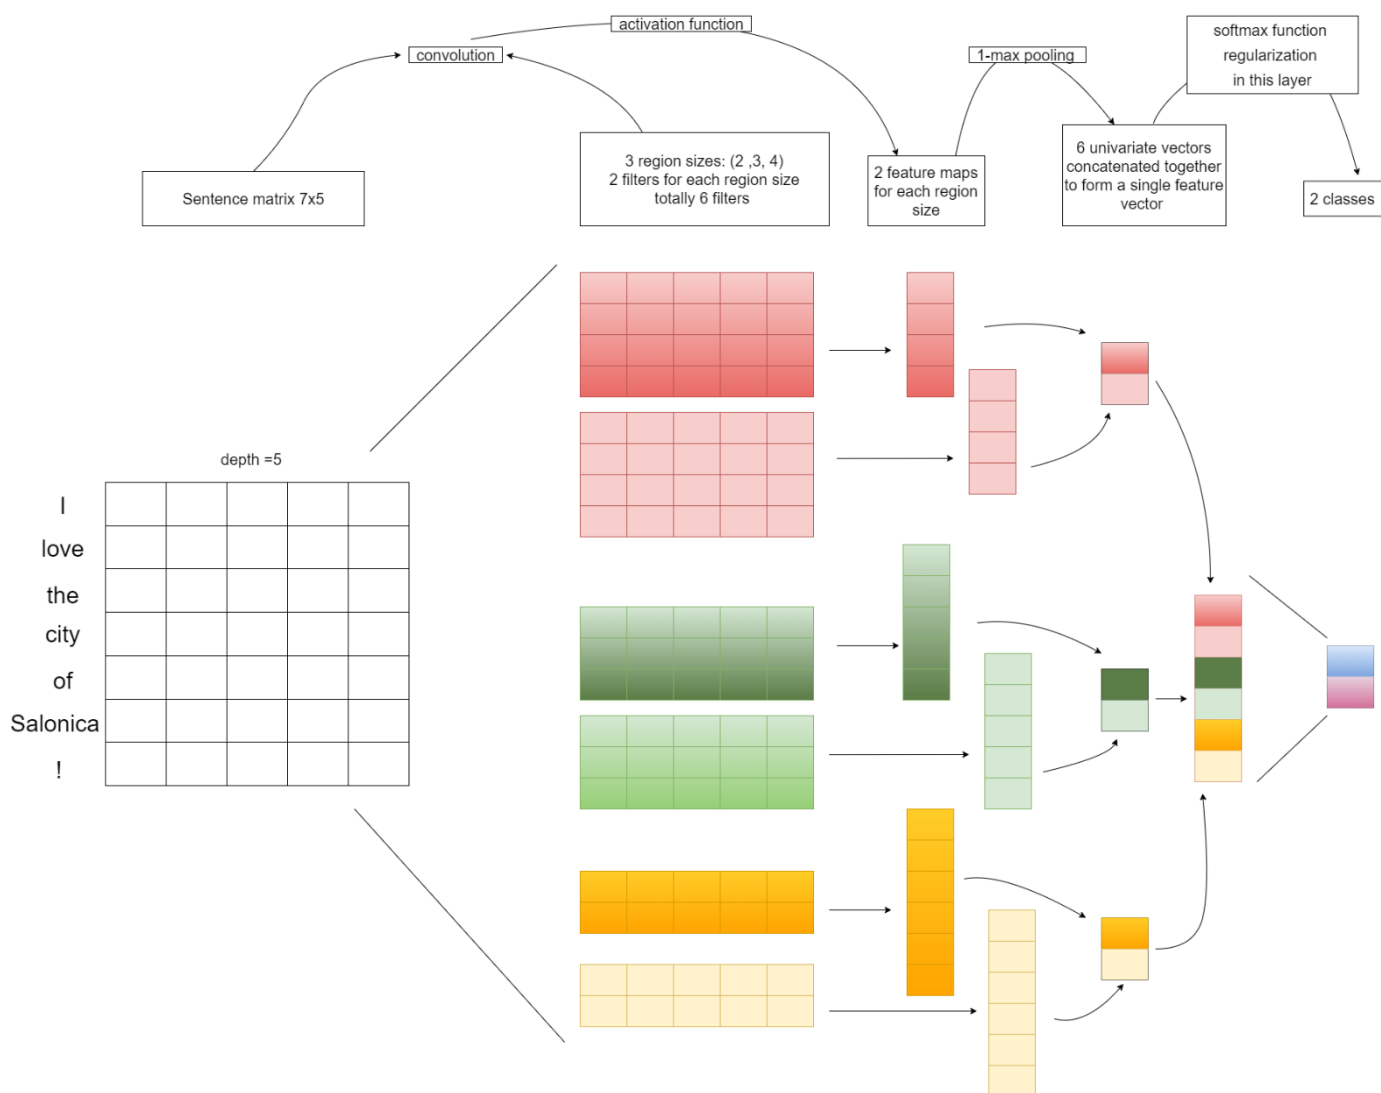 activation function
convolution
1-max pooling
softmax function
regularization
in this layer
Sentence matrix 7x5
3 region sizes: (2 ,3, 4)
2 filters for each region size
totally 6 filters
2 feature maps
for each region
size
6 univariate vectors
concatenated together
to form a single feature
vector
2 classes
depth =5
I
love
the
city
of
Salonica
!